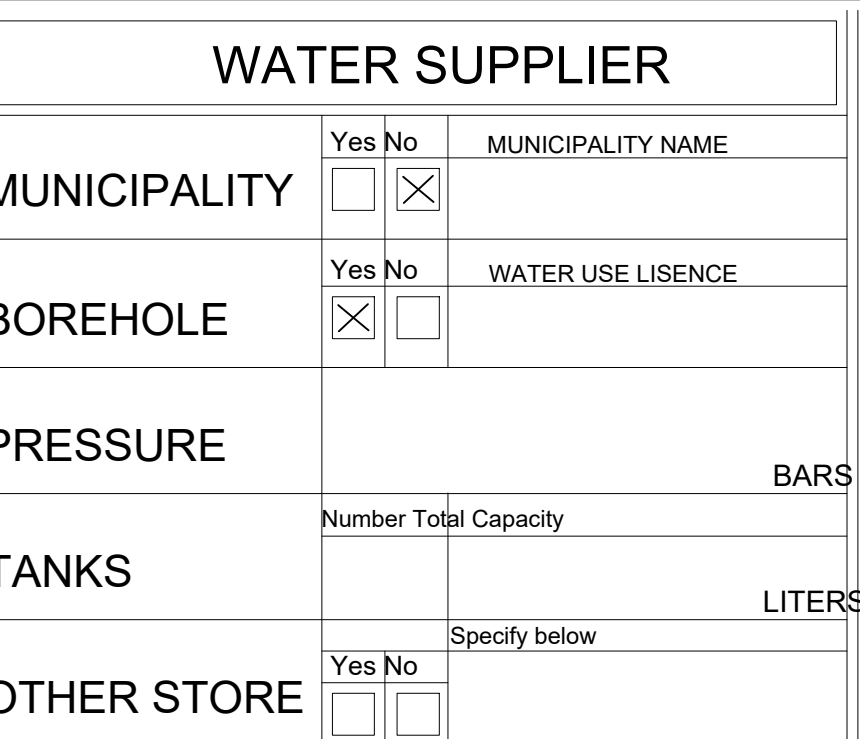 WATER SUPPLIER
Yes No MUNICIPALITY NAME
MUNICIPALITY
Yes No WATER USE LISENCE
BOREHOLE
PRESSURE
BARS
Number Total Capacity
TANKS
LITERS
Specify below
Yes No
OTHER STORE